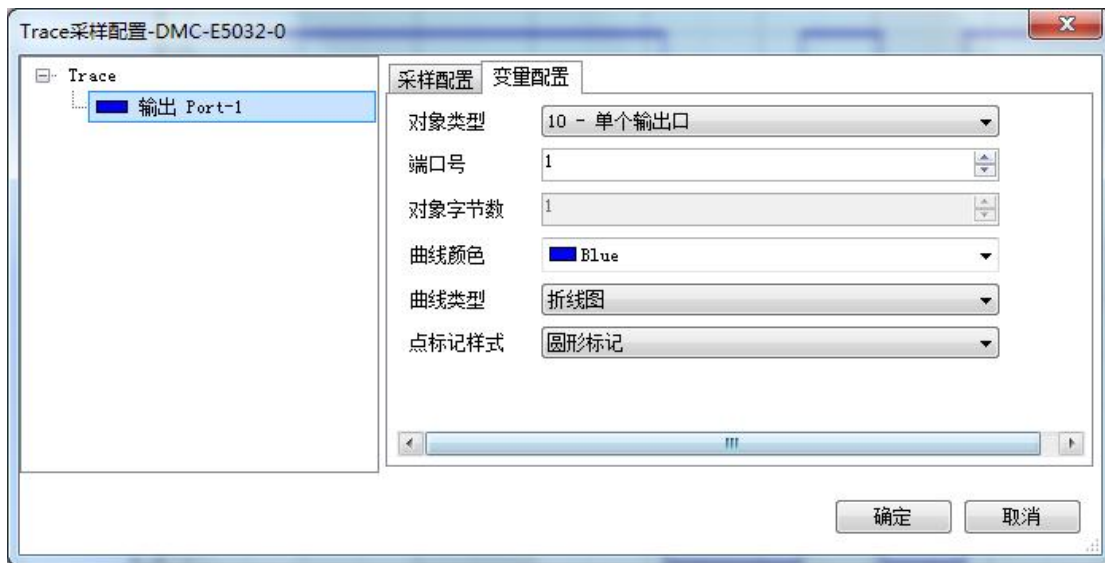 Trace采样配置-DMC-E5032-0
Trace
输出 Port-1
采样配置 变量配置
对象类型 10 - 单个输出口
端口号 1
对象字节数 1
曲线颜色 Blue
曲线类型 折线图
点标记样式 圆形标记
确定 取消